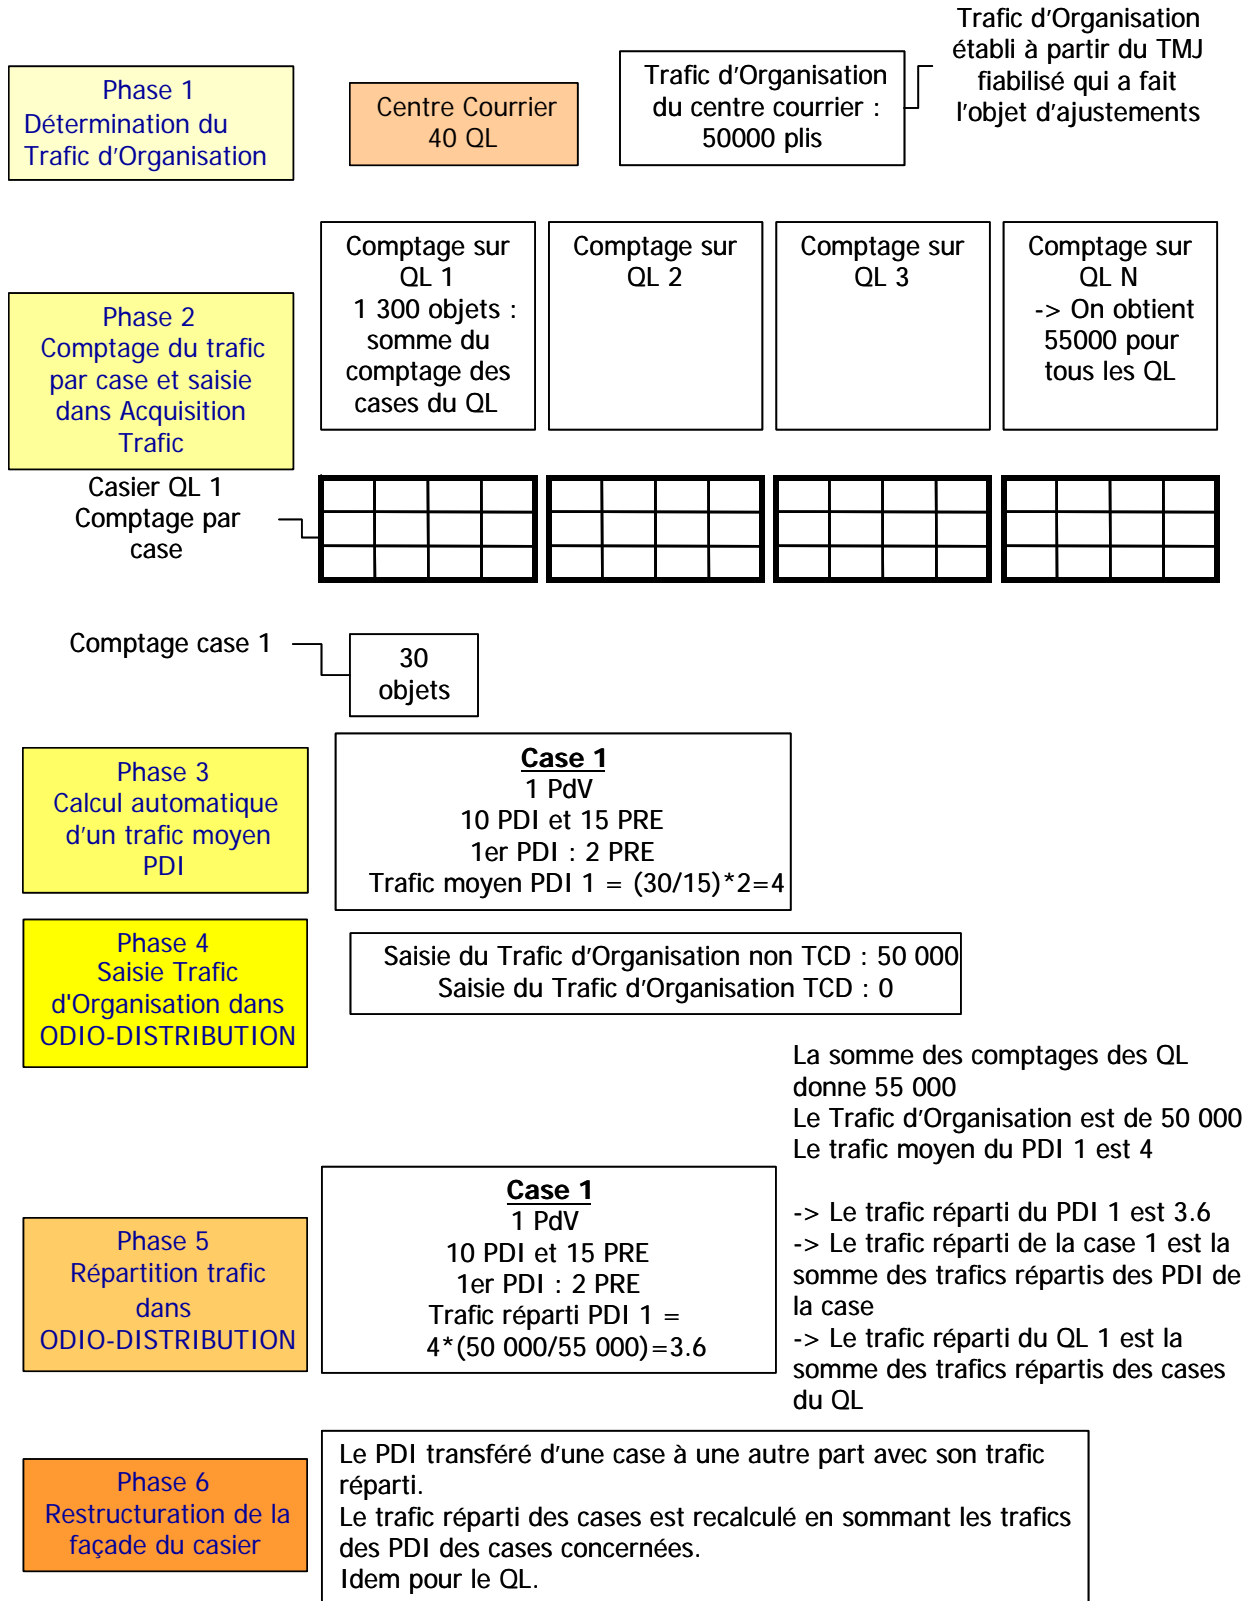 Trafic d'Organisation
établi à partir du TMJ
fiabilisé qui a fait
l'objet d'ajustements
Phase 1
Détermination du
Trafic d'Organisation
Centre Courrier
40 QL
Trafic d'Organisation
du centre courrier :
50000 plis
Phase 2
Comptage du trafic
par case et saisie
dans Acquisition
Trafic
Comptage sur
QL 1
1 300 objets :
somme du
comptage des
cases du QL
Comptage sur
QL 2
Comptage sur
QL 3
Comptage sur
QL N
-> On obtient
55000 pour
tous les QL
Casier QL 1
Comptage par
case
Comptage case 1
30
objets
Phase 3
Calcul automatique
d'un trafic moyen
PDI
Case 1
1 PdV
10 PDI et 15 PRE
1er PDI : 2 PRE
Trafic moyen PDI 1 = (30/15)*2=4
Phase 4
Saisie Trafic
d'Organisation dans
ODIO-DISTRIBUTION
Saisie du Trafic d'Organisation non TCD : 50 000
Saisie du Trafic d'Organisation TCD : 0
La somme des comptages des QL
donne 55 000
Le Trafic d'Organisation est de 50 000
Le trafic moyen du PDI 1 est 4
Phase 5
Répartition trafic
dans
ODIO-DISTRIBUTION
Case 1
1 PdV
10 PDI et 15 PRE
1er PDI : 2 PRE
Trafic réparti PDI 1 =
4*(50 000/55 000)=3.6
-> Le trafic réparti du PDI 1 est 3.6
-> Le trafic réparti de la case 1 est la
somme des trafics répartis des PDI de
la case
-> Le trafic réparti du QL 1 est la
somme des trafics répartis des cases
du QL
Phase 6
Restructuration de la
façade du casier
Le PDI transféré d'une case à une autre part avec son trafic
réparti.
Le trafic réparti des cases est recalculé en sommant les trafics
des PDI des cases concernées.
Idem pour le QL.